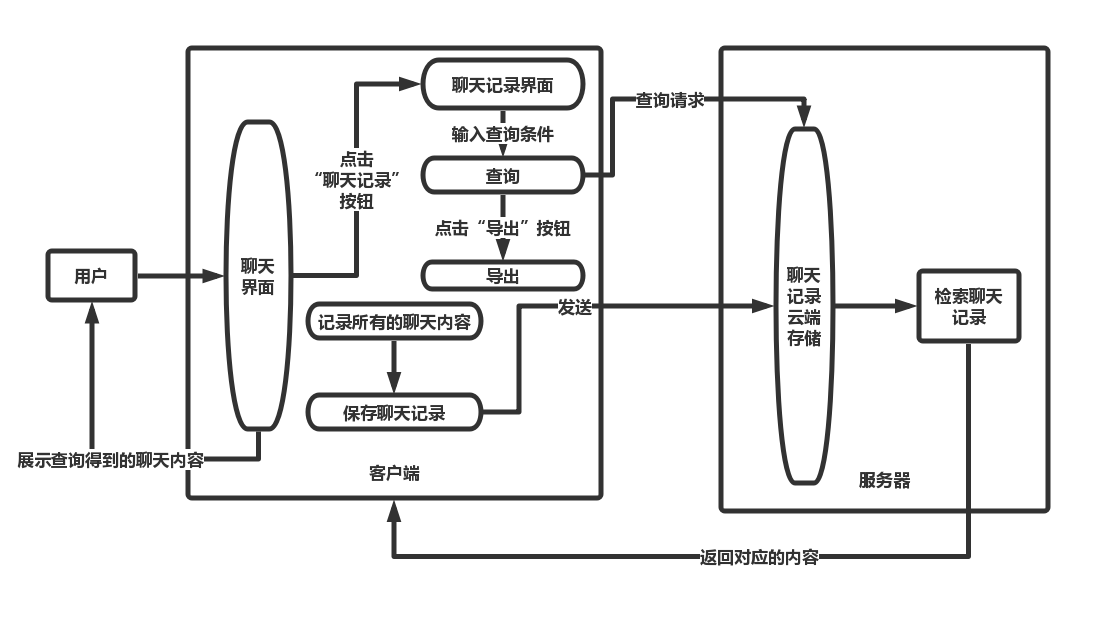 聊天记录界面
查询请求
输入查询条件
点击
“聊天记录”
按钮
查询
点击“导出”按钮
用户
聊天
界面
导出
聊天
记录
云端
存储
检索聊天
记录
发送
记录所有的聊天内容
保存聊天记录
展示查询得到的聊天内容
客户端
服务器
返回对应的内容